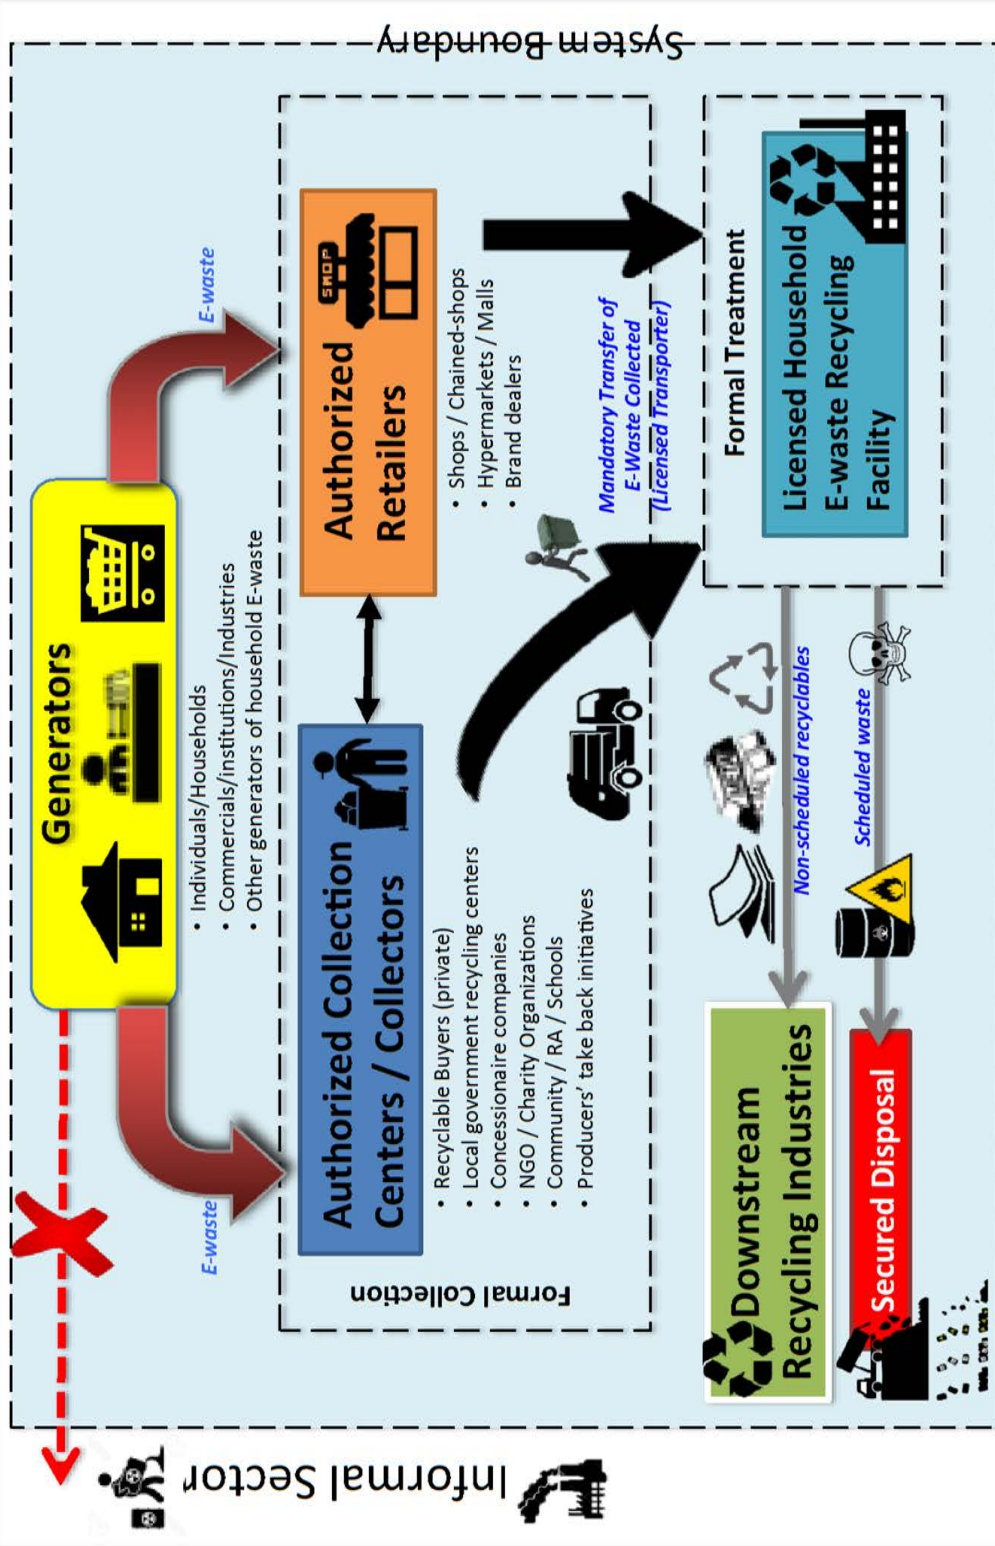 System Boundary
Generators
• Individuals/Households
• Commercials/institutions/Industries
• Other generators of household E-waste
E-waste
E-waste
Informal Sector
Formal Collection
Authorized Collection
Centers / Collectors
• Recyclable Buyers (private)
• Local government recycling centers
• Concessionaire companies
• NGO / Charity Organizations
• Community / RA / Schools
• Producers' take back initiatives
Authorized
Retailers
SHOP
• Shops / Chained-shops
• Hypermarkets / Malls
• Brand dealers
Mandatory Transfer of
E-Waste Collected
(Licensed Transporter)
Formal Treatment
Licensed Household
E-waste Recycling
Facility
Non-scheduled recyclables
Scheduled waste
Downstream
Recycling Industries
Secured Disposal